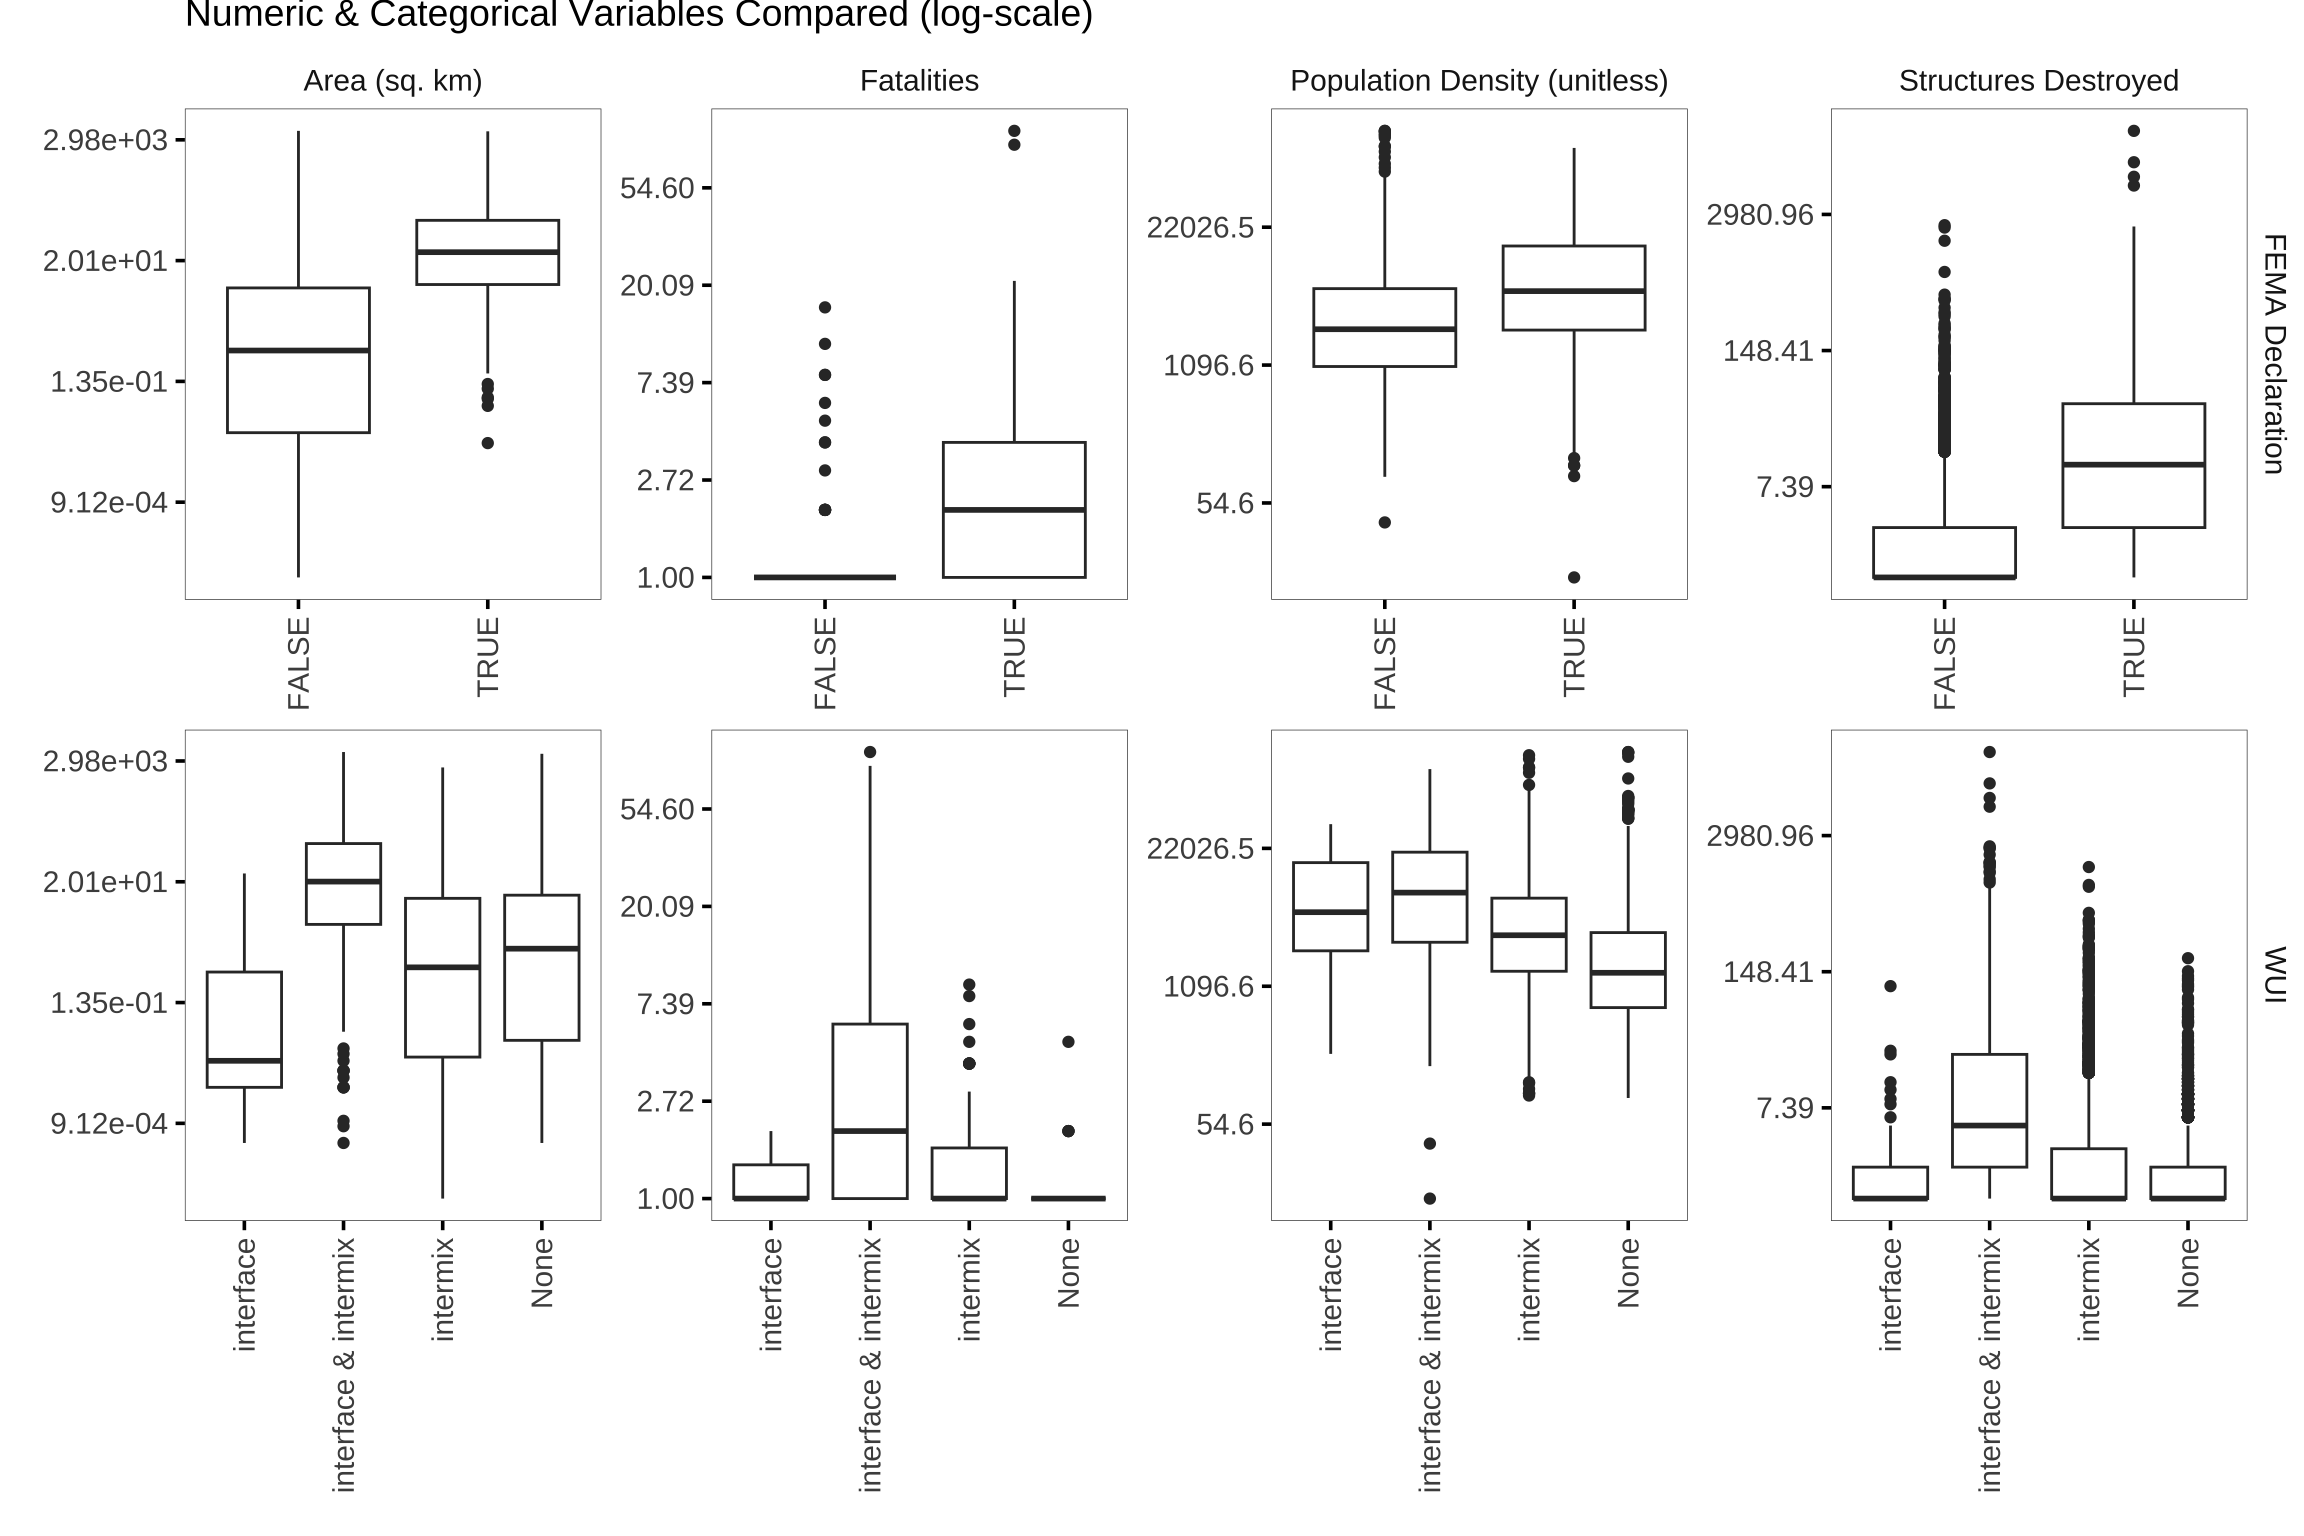 Numeric & Categorical Variables Compared (log-scale)
Area (sq. km)
Fatalities
Population Density (unitless)
Structures Destroyed
2.98e+03
2.01e+01
1.35e-01
9.12e-04
54.60
20.09
7.39
2.72
1.00
22026.5
1096.6
54.6
2980.96
148.41
7.39
FEMA Declaration
FALSE
TRUE
FALSE
TRUE
FALSE
TRUE
FALSE
TRUE
2.98e+03
2.01e+01
1.35e-01
9.12e-04
54.60
20.09
7.39
2.72
1.00
22026.5
1096.6
54.6
2980.96
148.41
7.39
WUI
interface
interface & intermix
intermix
None
interface
interface & intermix
intermix
None
interface
interface & intermix
intermix
None
interface
interface & intermix
intermix
None